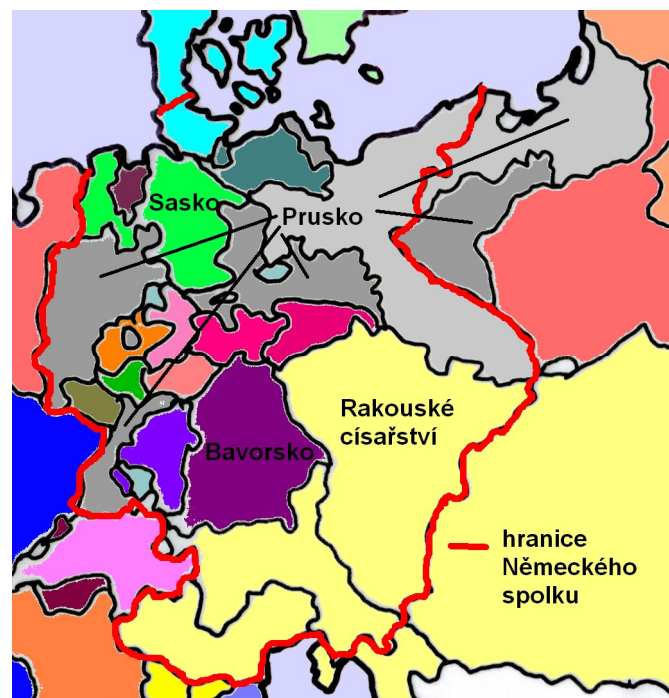 Sasko
Prusko
Rakouské
císařství
Bavorsko
hranice
Německého
spolku